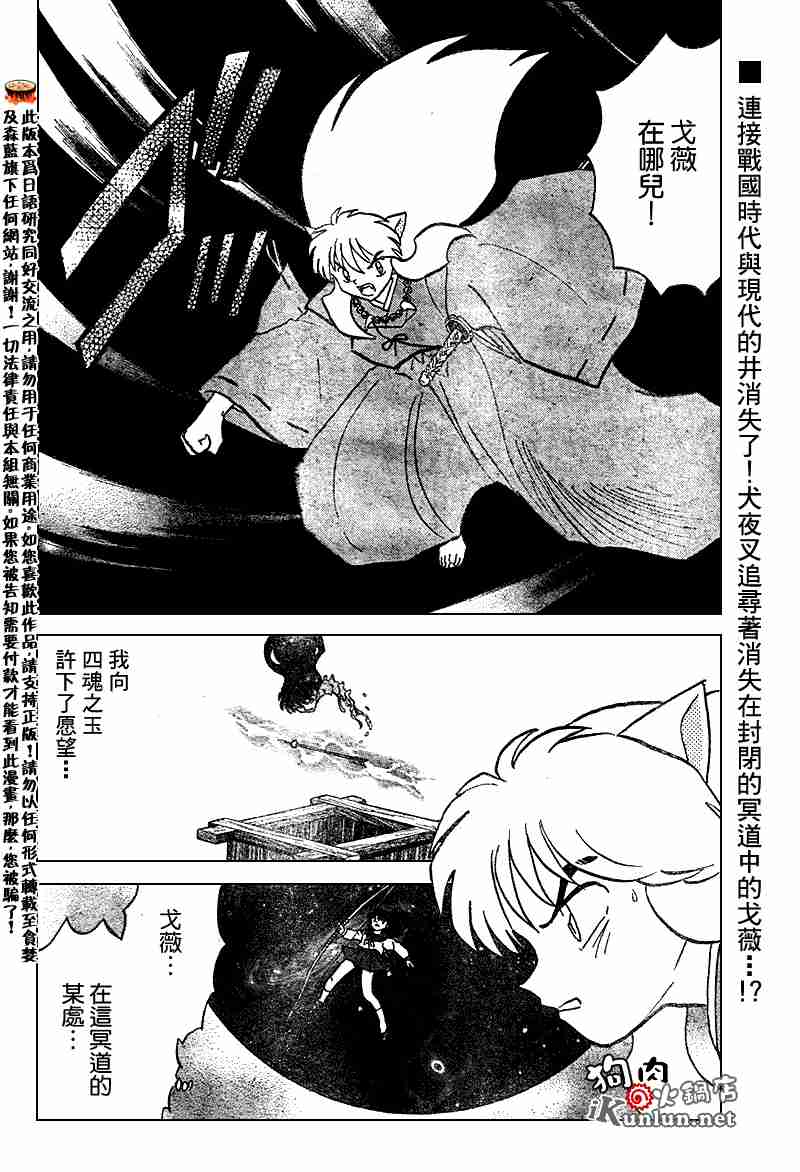 ■連接戰國時代與現代的井消失了！犬夜叉追尋著消失在封閉的冥道中的戈薇…!?
戈薇
在哪兒！
我向
四魂之玉
許下了愿望…
戈薇…
在這冥道的
某處…
此版本爲日語研究同好交流之用，請勿用于任何商業用途。如您喜歡此作品，請支持正版！請勿以任何形式轉載至貪婪
及森藍旗下任何網站，謝謝！一切法律責任與本組無關。如果您被告知需要付款才能看到此漫畫，那麼，您被騙了！
狗肉
火鍋店
iKunlun.net